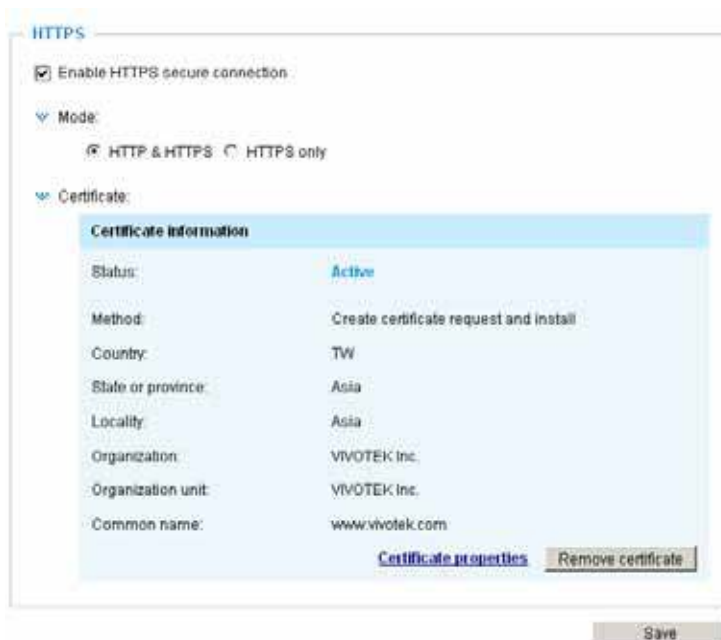 HTTPS
Enable HTTPS secure connection
Mode:
HTTP & HTTPS HTTPS only
Certificate:
Certificate information
Status: Active
Method: Create certificate request and install
Country: TW
State or province: Asia
Locality: Asia
Organization: VIVOTEK Inc.
Organization unit: VIVOTEK Inc.
Common name: www.vivotek.com
Certificate properties Remove certificate
Save